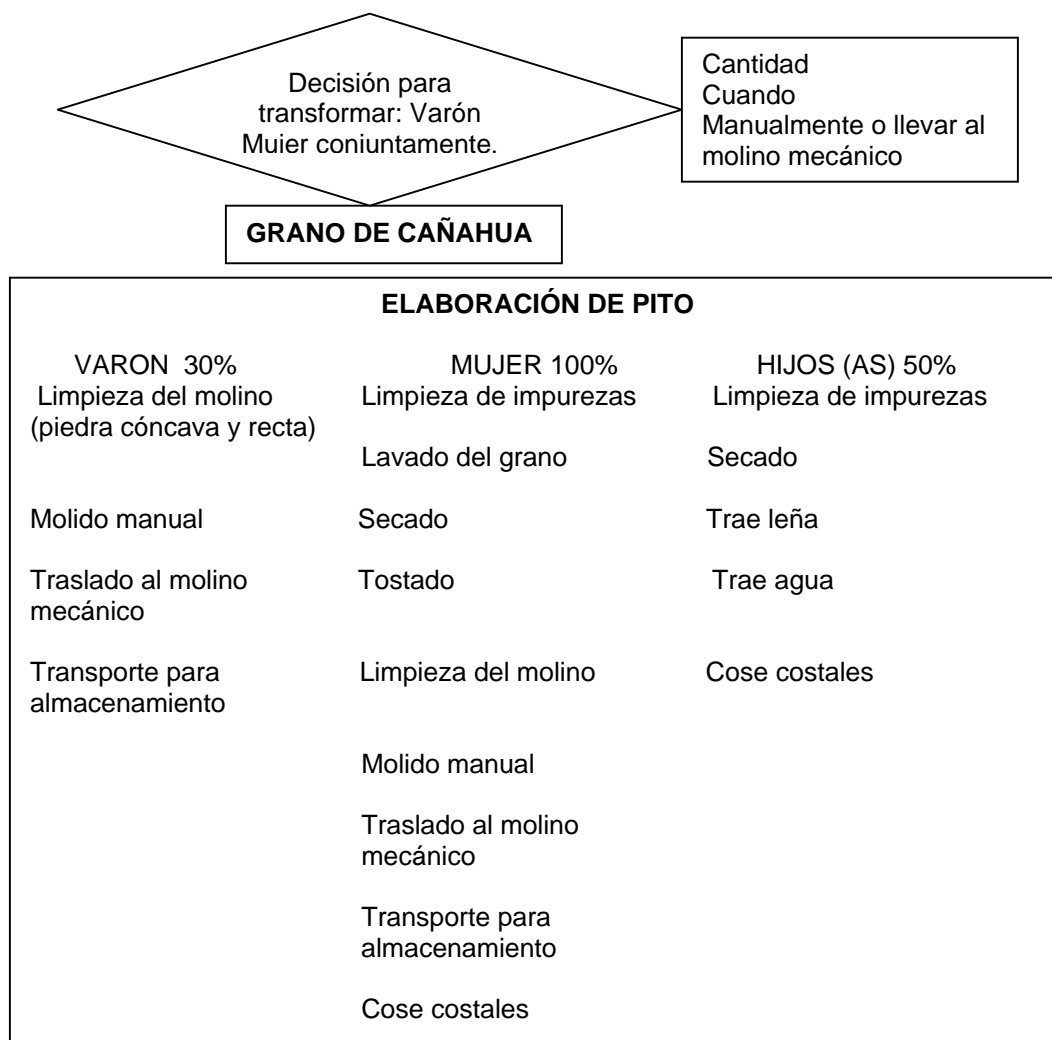 Decisión para
transformar: Varón
Mujer conjuntamente.
Cantidad
Cuando
Manualmente o llevar al
molino mecánico
GRANO DE CAÑAHUA
ELABORACIÓN DE PITO
VARON 30% MUJER 100% HIJOS (AS) 50%
Limpieza del molino Limpieza de impurezas Limpieza de impurezas
(piedra cóncava y recta)
Lavado del grano Secado
Molido manual Secado Trae leña
Traslado al molino Tostado Trae agua
mecánico
Transporte para Limpieza del molino Cose costales
almacenamiento
Molido manual
Traslado al molino
mecánico
Transporte para
almacenamiento
Cose costales